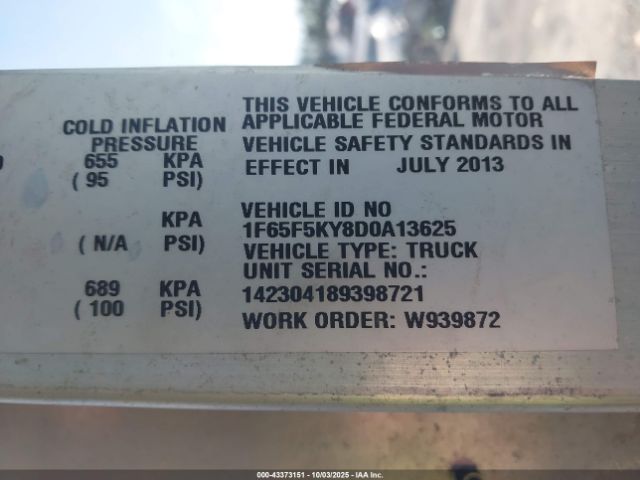 COLD INFLATION
PRESSURE
655 KPA
( 95 PSI)
KPA
( N/A PSI)
689 KPA
( 100 PSI)
THIS VEHICLE CONFORMS TO ALL
APPLICABLE FEDERAL MOTOR
VEHICLE SAFETY STANDARDS IN
EFFECT IN JULY 2013
VEHICLE ID NO
1F65F5KY8D0A13625
VEHICLE TYPE: TRUCK
UNIT SERIAL NO.:
142304189398721
WORK ORDER: W939872
000-43373151 - 10/03/2025 - IAA Inc.